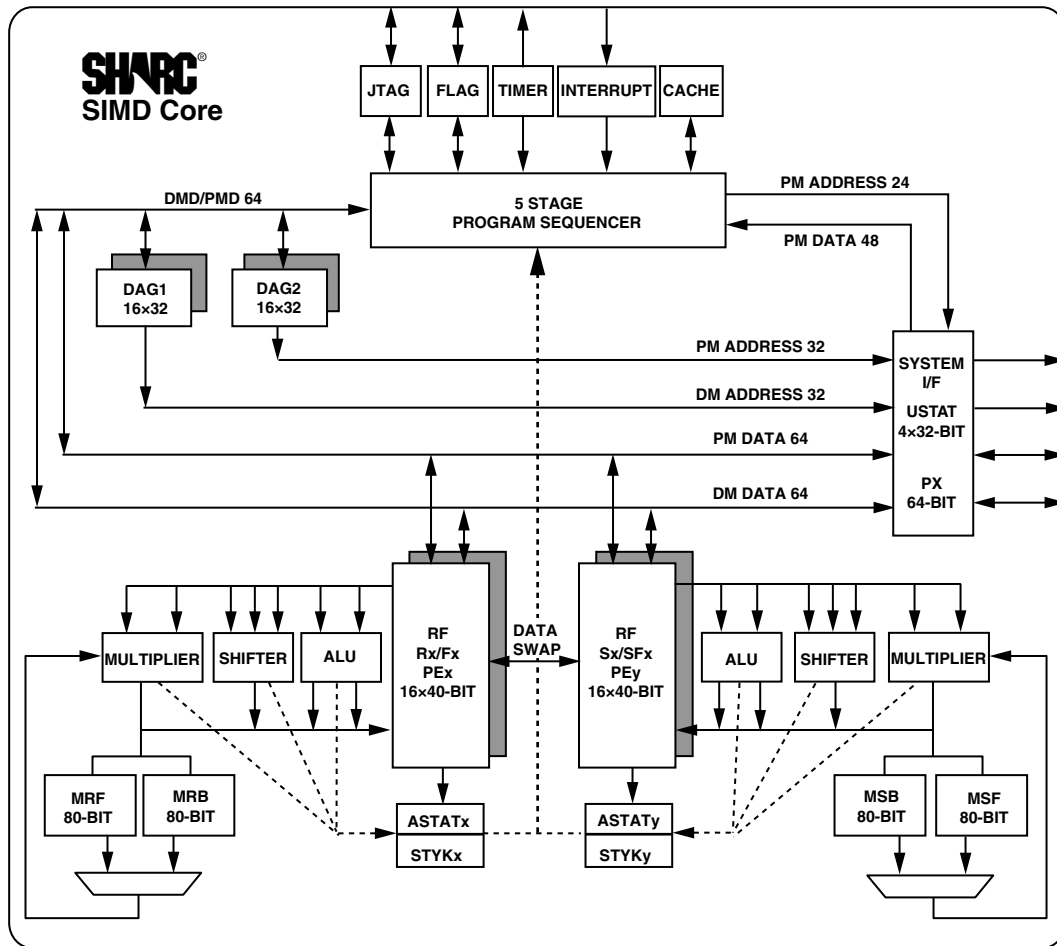 SHARC®
SIMD Core
JTAG
FLAG
TIMER
INTERRUPT
CACHE
5 STAGE
PROGRAM SEQUENCER
DMD/PMD 64
PM ADDRESS 24
PM DATA 48
DAG1
16×32
DAG2
16×32
PM ADDRESS 32
DM ADDRESS 32
PM DATA 64
DM DATA 64
SYSTEM
I/F
USTAT
4×32-BIT
PX
64-BIT
MULTIPLIER
SHIFTER
ALU
RF
Rx/Fx
PEx
16×40-BIT
DATA
SWAP
RF
Sx/SFx
PEy
16×40-BIT
ALU
SHIFTER
MULTIPLIER
MRF
80-BIT
MRB
80-BIT
ASTATx
STYKx
ASTATy
STYKy
MSB
80-BIT
MSF
80-BIT